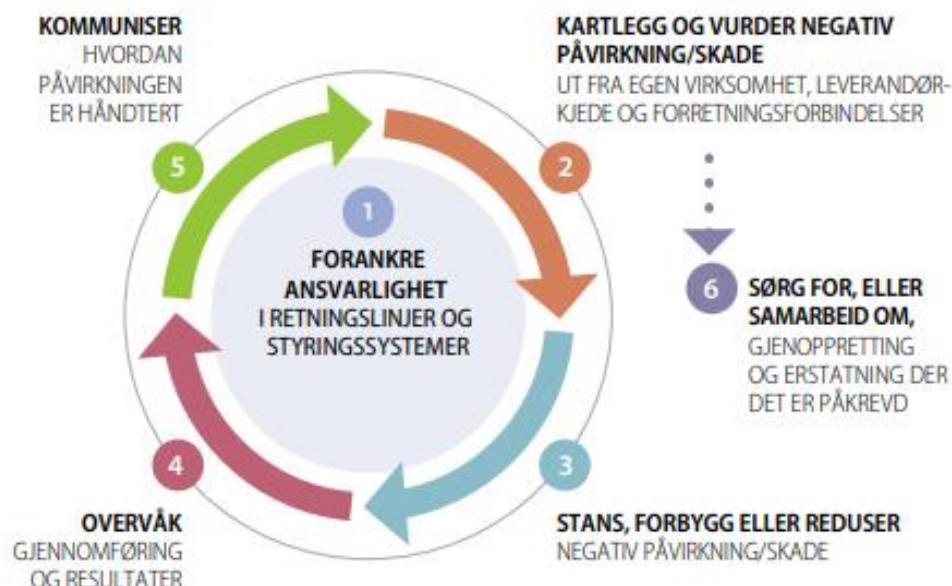 1
FORANKRE
ANSVARLIGHET
I RETNINGSLINJER OG
STYRINGSSYSTEMER
2
KARTLEGG OG VURDER NEGATIV
PÅVIRKNING/SKADE
UT FRA EGEN VIRKSOMHET, LEVERANDØR-
KJEDE OG FORRETNINGSFORBINDELSER
3
STANS, FORBYGG ELLER REDUSER
NEGATIV PÅVIRKNING/SKADE
4
OVERVÅK
GJENNOMFØRING
OG RESULTATER
5
KOMMUNISER
HVORDAN
PÅVIRKNINGEN
ER HÅNDTERT
6
SØRG FOR, ELLER
SAMARBEID OM,
GJENOPPRETTING
OG ERSTATNING DER
DET ER PÅKREVD